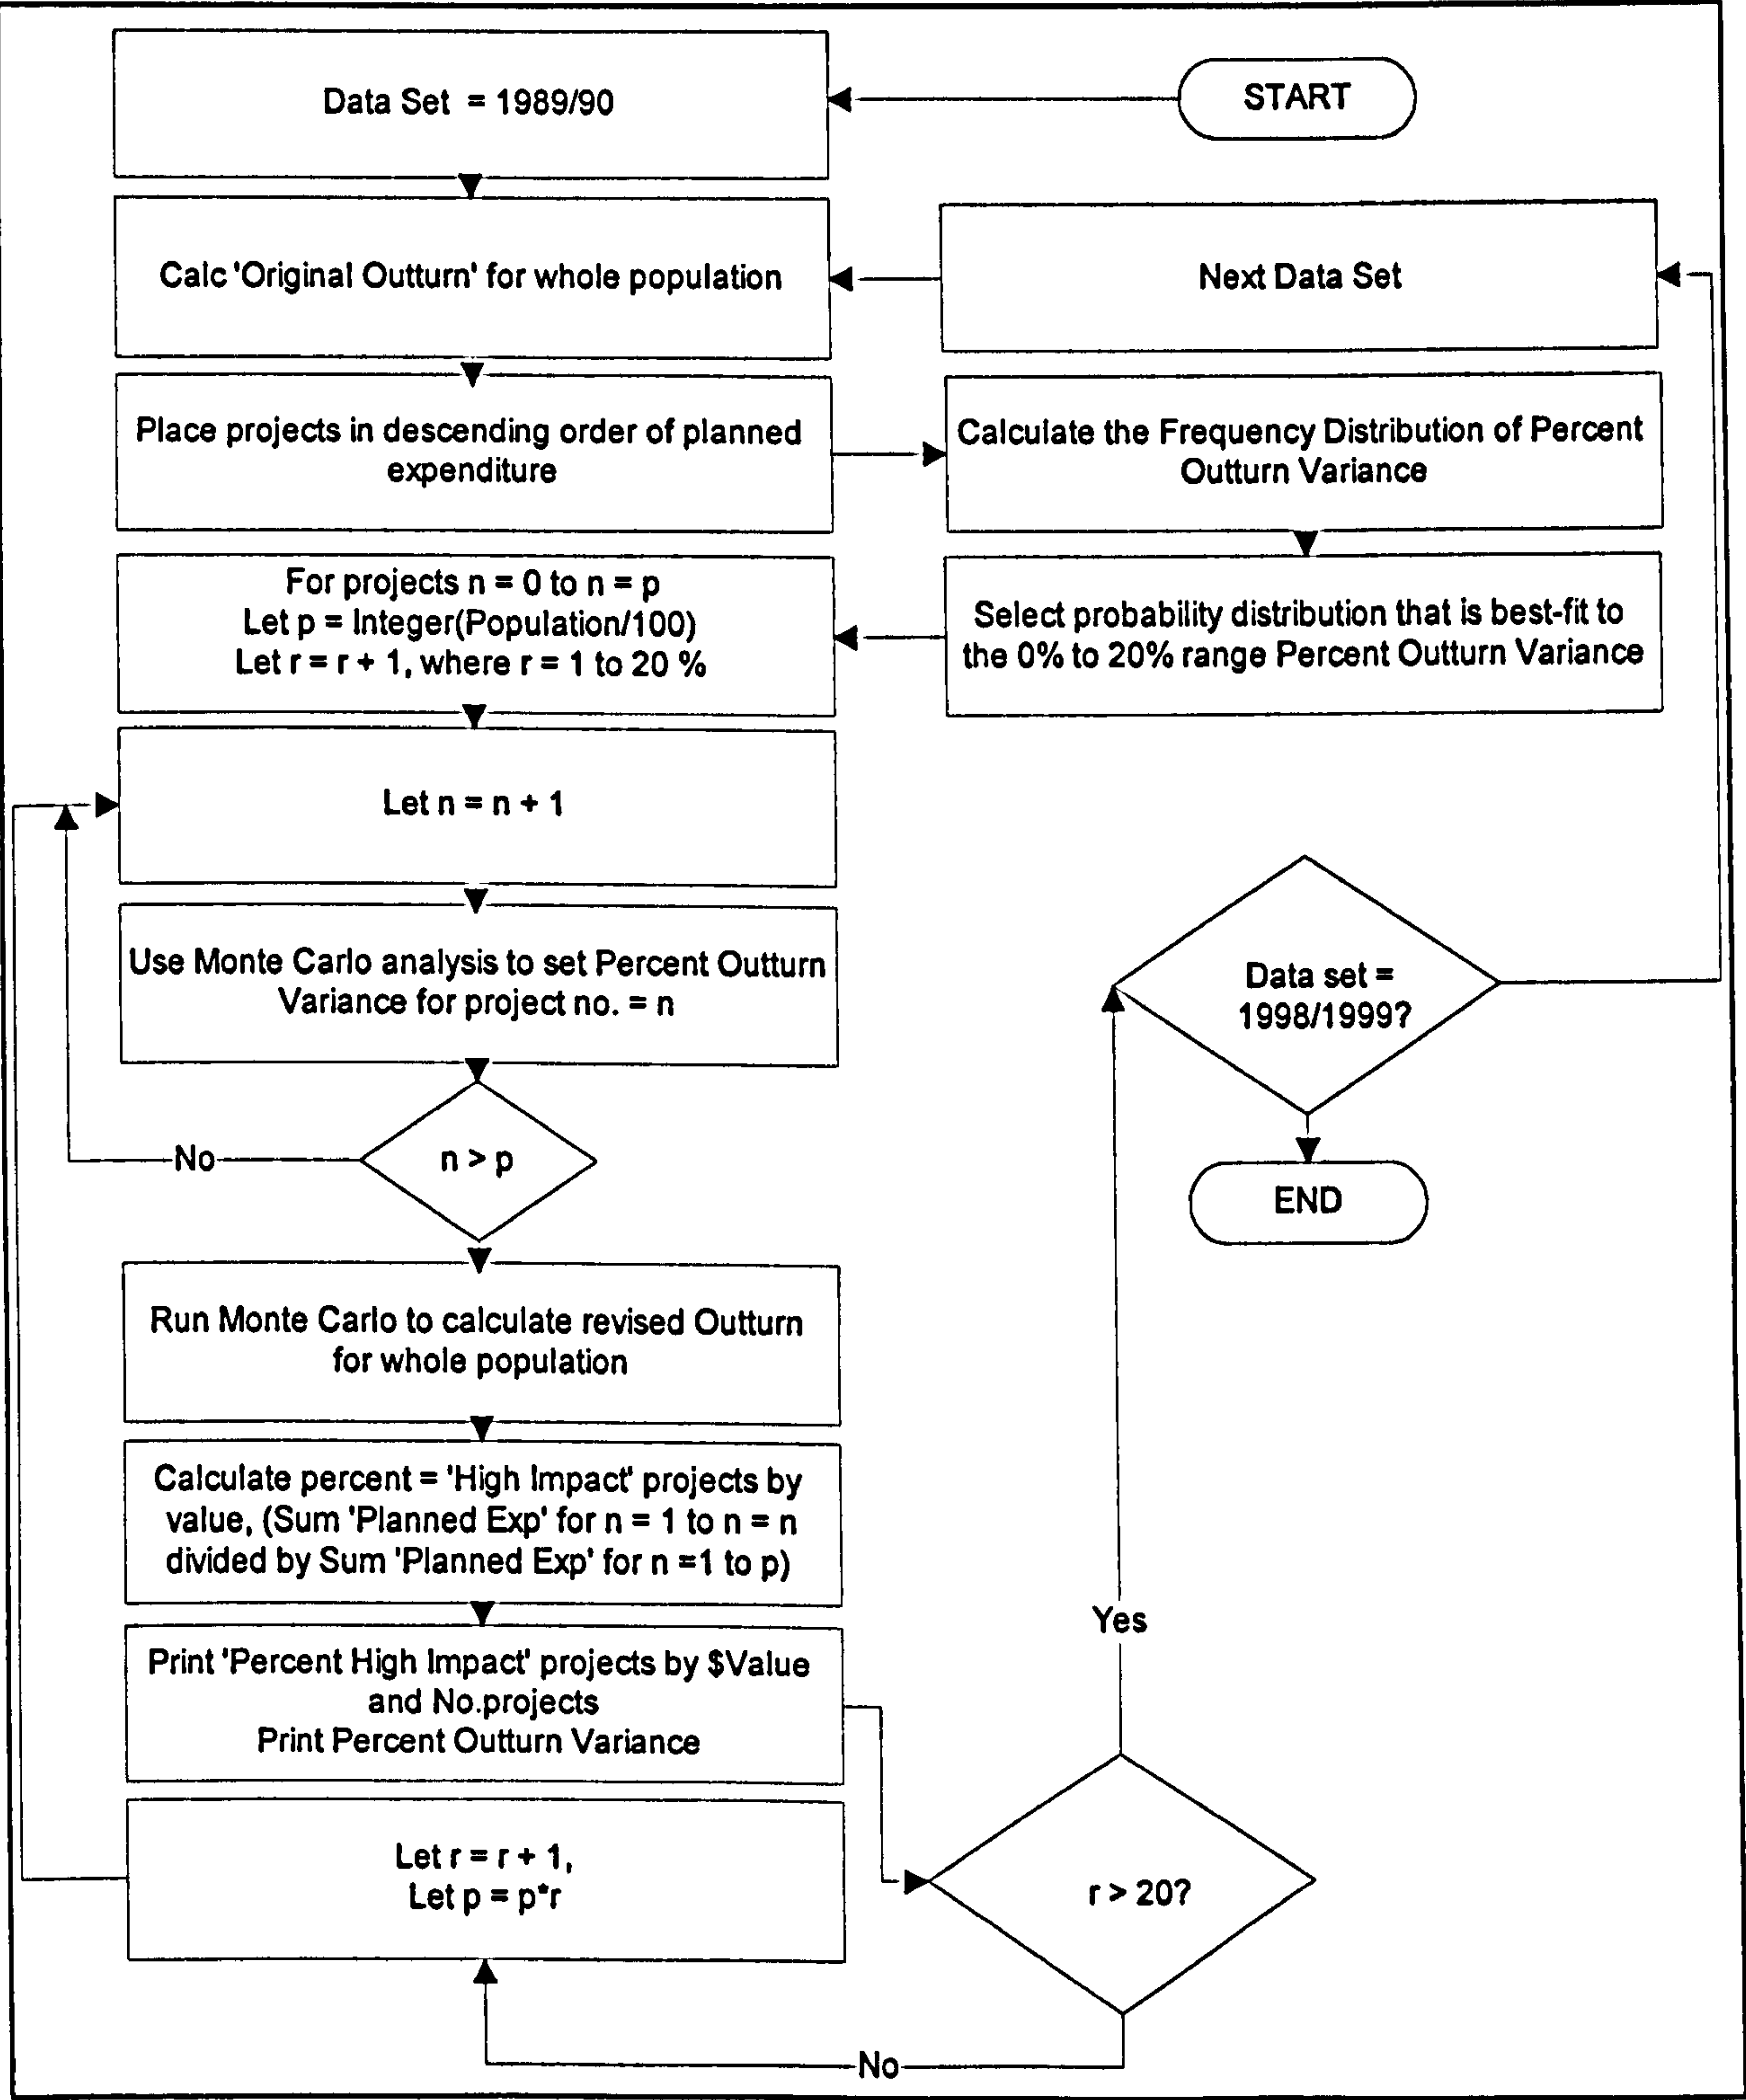 START
Data Set = 1989/90
Calc 'Original Outturn' for whole population
Next Data Set
Place projects in descending order of planned
expenditure
Calculate the Frequency Distribution of Percent
Outturn Variance
Select probability distribution that is best-fit to
the 0% to 20% range Percent Outturn Variance
For projects n = 0 to n = p
Let p = Integer(Population/100)
Let r = r + 1, where r = 1 to 20 %
Let n = n + 1
Use Monte Carlo analysis to set Percent Outturn
Variance for project no. = n
n > p
No
Run Monte Carlo to calculate revised Outturn
for whole population
Calculate percent = 'High Impact' projects by
value, (Sum 'Planned Exp' for n = 1 to n = n
divided by Sum 'Planned Exp' for n =1 to p)
Print 'Percent High Impact' projects by $Value
and No.projects
Print Percent Outturn Variance
Let r = r + 1,
Let p = p*r
r > 20?
No
Yes
Data set =
1998/1999?
END